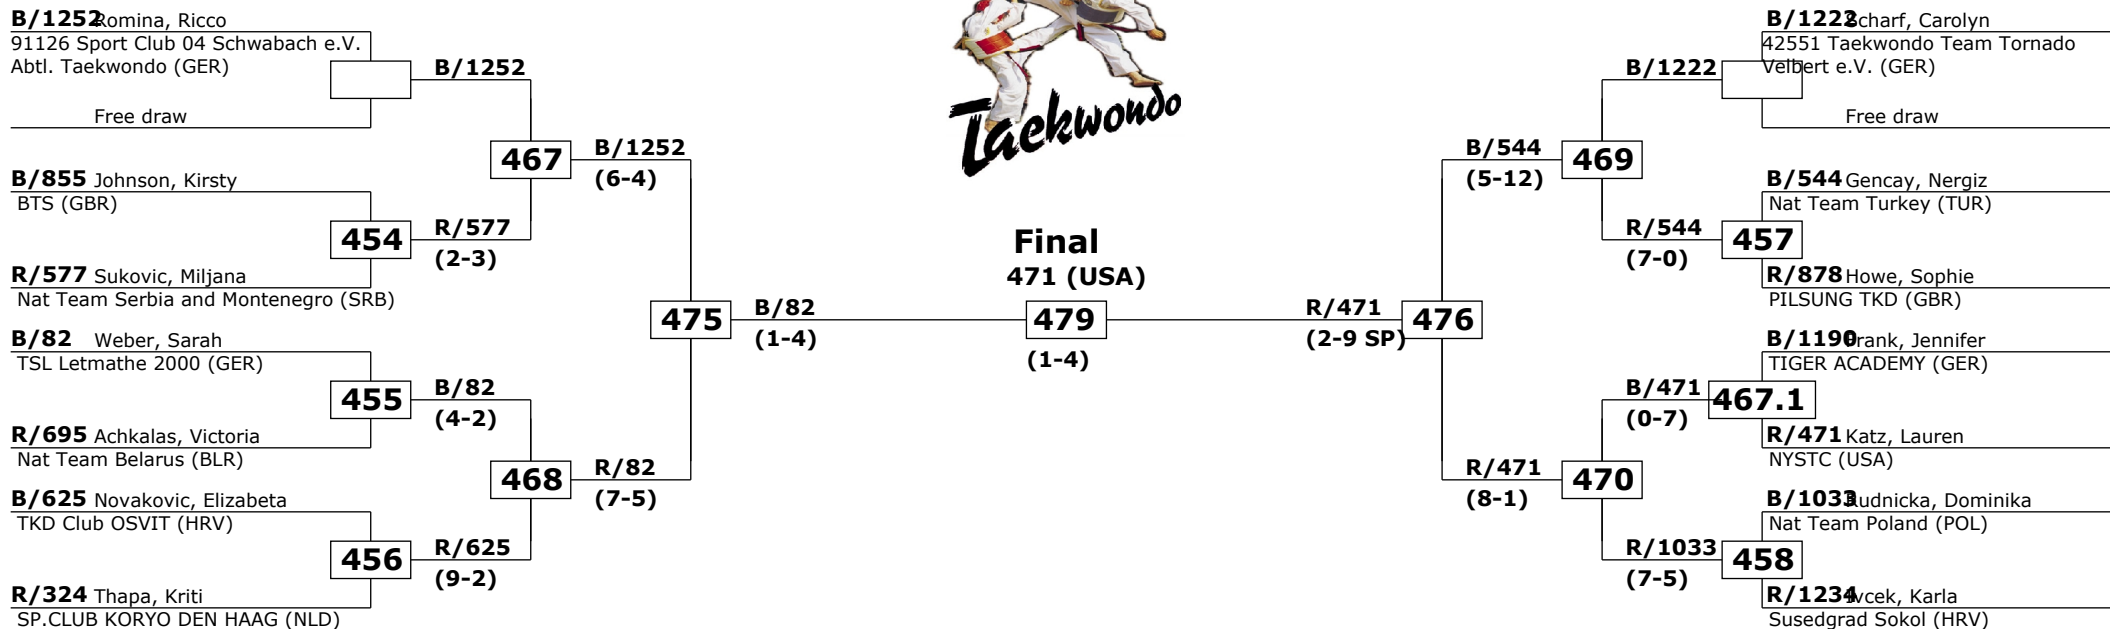 B/1252 Romina, Ricco
91126 Sport Club 04 Schwabach e.V.
Abtl. Taekwondo (GER)
Free draw
B/1252
B/855 Johnson, Kirsty
BTS (GBR)
454
R/577 Sukovic, Miljana
Nat Team Serbia and Montenegro (SRB)
R/577
(2-3)
467
B/1252
(6-4)
B/82 Weber, Sarah
TSL Letmathe 2000 (GER)
455
R/695 Achkalas, Victoria
Nat Team Belarus (BLR)
B/82
(4-2)
B/625 Novakovic, Elizabeta
TKD Club OSVIT (HRV)
456
R/324 Thapa, Kriti
SP.CLUB KORYO DEN HAAG (NLD)
R/625
(9-2)
468
R/82
(7-5)
475
B/82
(1-4)
Taekwondo
Final
471 (USA)
479
(1-4)
R/471
(2-9 SP)
476
B/544
(5-12)
469
B/1222
B/1222 Scharf, Carolyn
42551 Taekwondo Team Tornado
Velbert e.V. (GER)
Free draw
R/544
(7-0)
457
B/544 Gencay, Nergiz
Nat Team Turkey (TUR)
R/878 Howe, Sophie
PILSUNG TKD (GBR)
R/471
(8-1)
470
B/471
(0-7)
467.1
B/1190 Frank, Jennifer
TIGER ACADEMY (GER)
R/471 Katz, Lauren
NYSTC (USA)
R/1033
(7-5)
458
B/1033 Rudnicka, Dominika
Nat Team Poland (POL)
R/1234 Ivcek, Karla
Susedgrad Sokol (HRV)